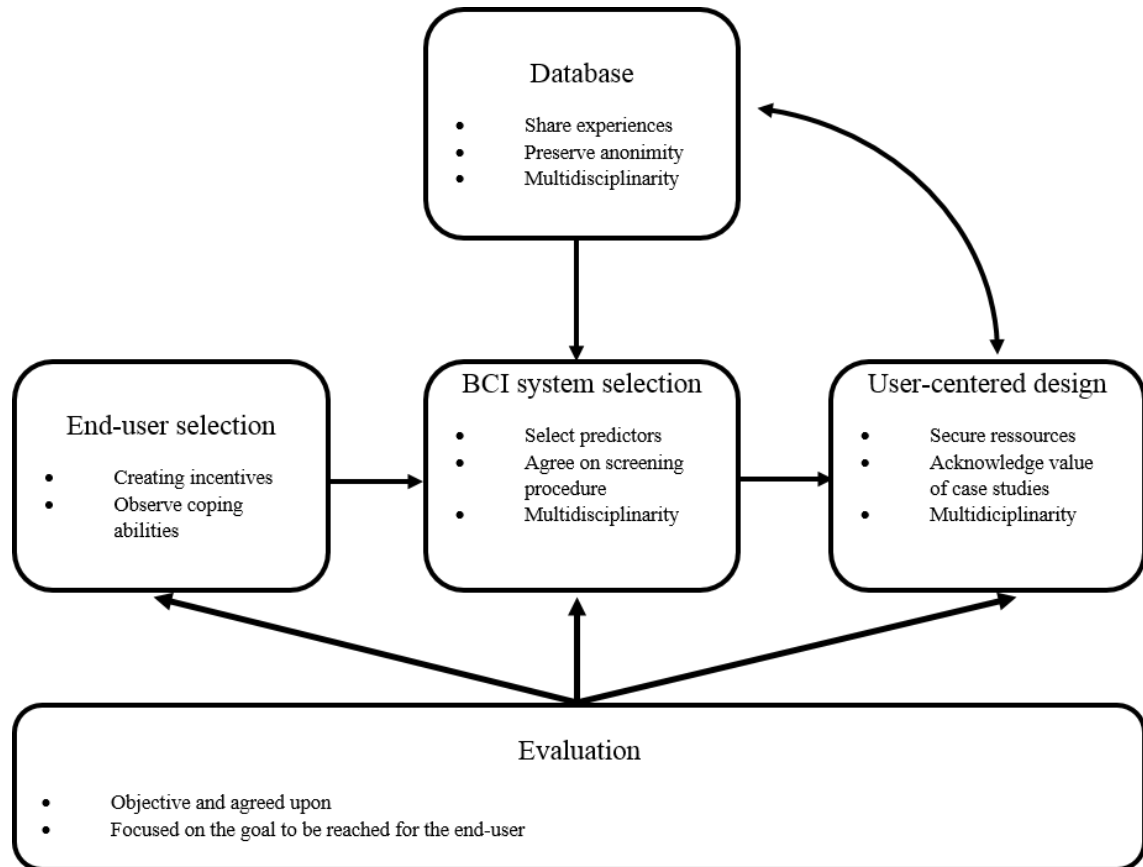 Database
• Share experiences
• Preserve anonimity
• Multidisciplinarity
End-user selection
• Creating incentives
• Observe coping
abilities
BCI system selection
• Select predictors
• Agree on screening
procedure
• Multidisciplinarity
User-centered design
• Secure ressources
• Acknowledge value
of case studies
• Multidiciplinarity
Evaluation
• Objective and agreed upon
• Focused on the goal to be reached for the end-user